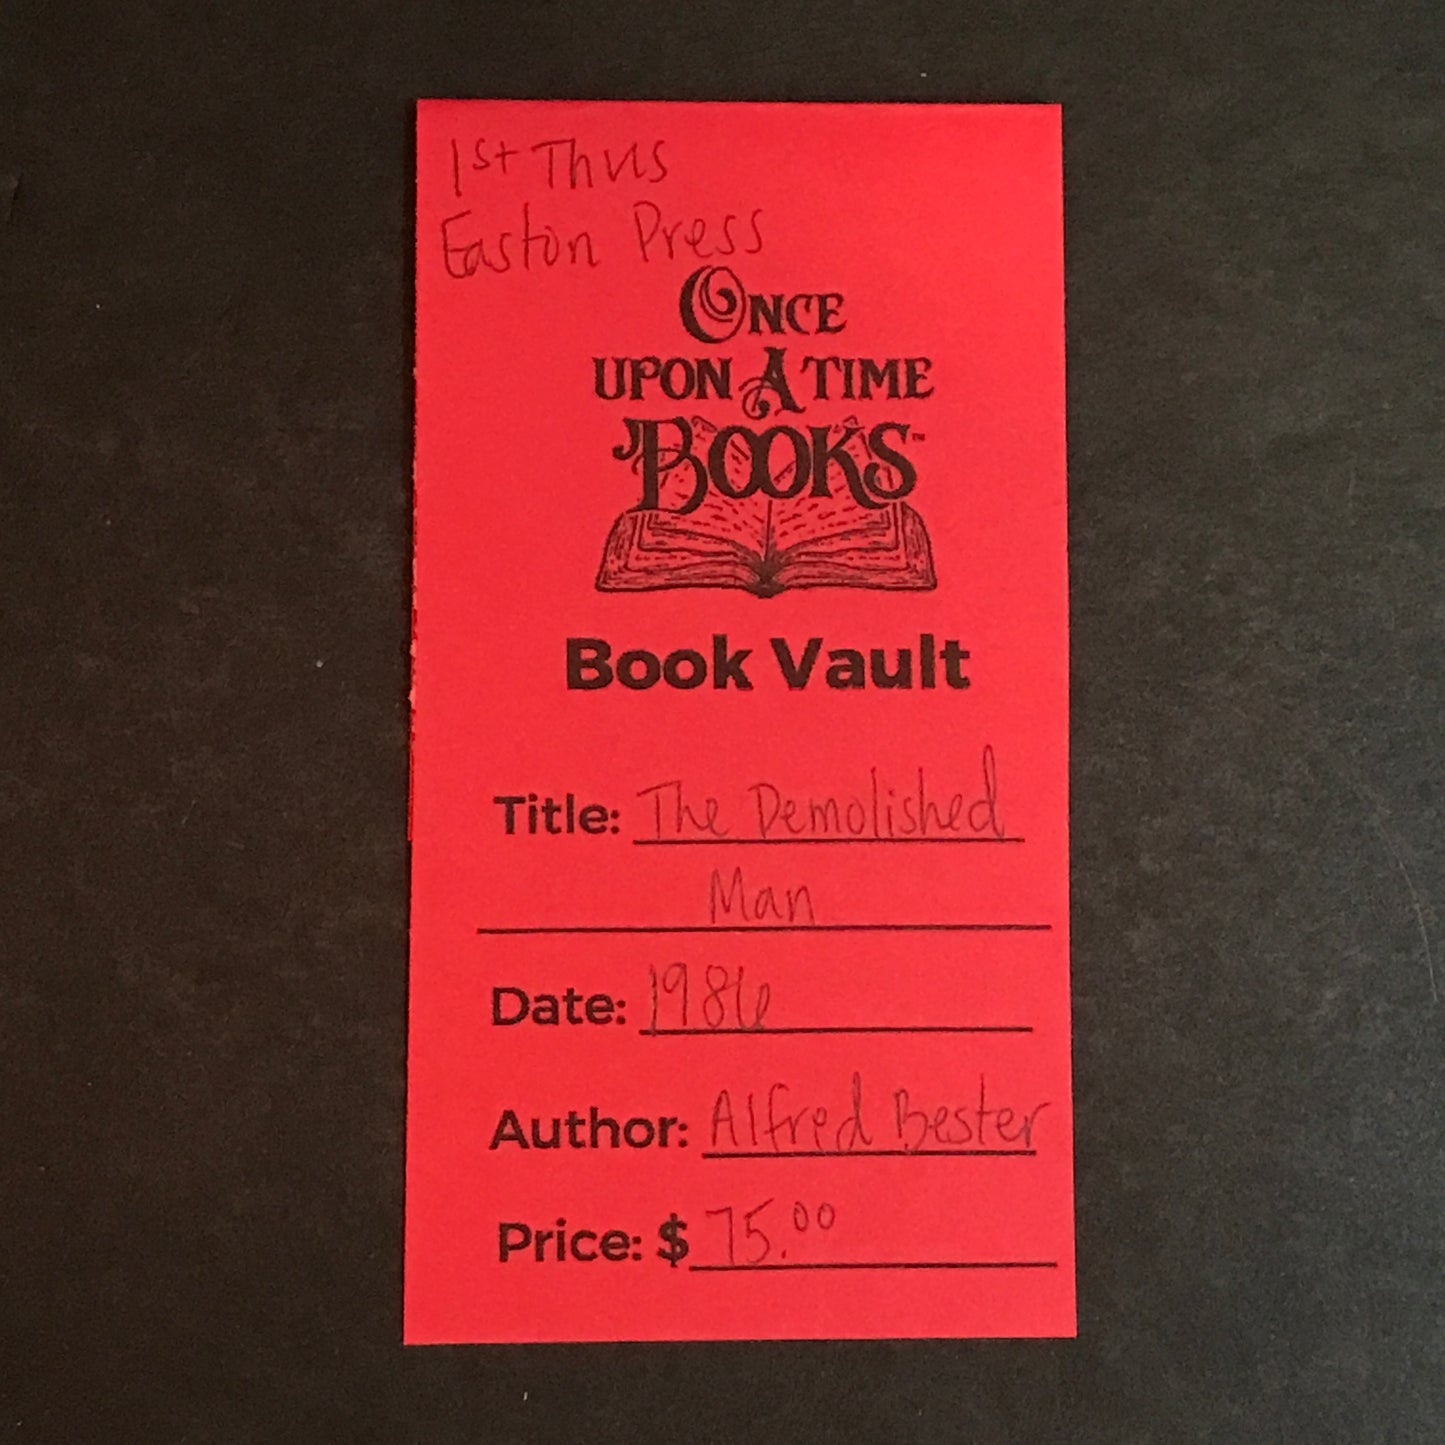 1st Thus
Easton Press
ONCE
UPON A TIME
BOOKS™
Book Vault
Title: The Demolished
Man
Date: 1986
Author: Alfred Bester
Price: $ 75.00